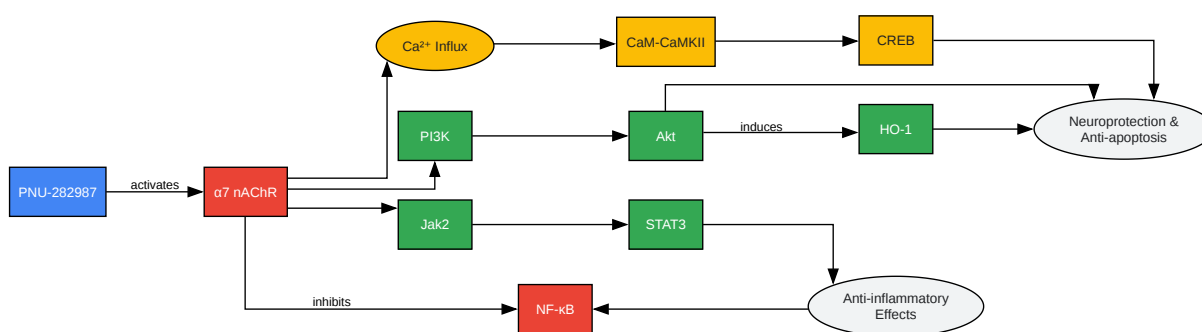 Ca²⁺ Influx
CaM-CaMKII
CREB
PI3K
Akt
induces
HO-1
Neuroprotection &
Anti-apoptosis
PNU-282987
activates
α7 nAChR
Jak2
STAT3
inhibits
NF-κB
Anti-inflammatory
Effects